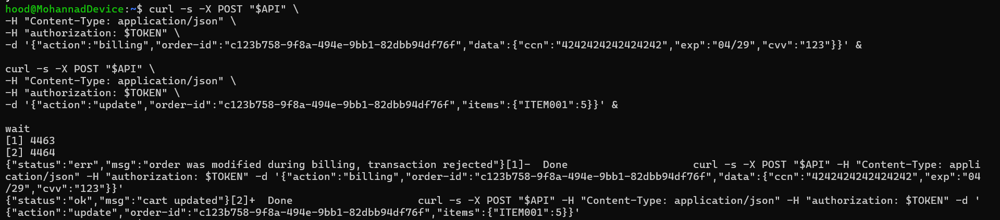 hood@MohannadDevice:~$ curl -s -X POST "$API" \
-H "Content-Type: application/json" \
-H "authorization: $TOKEN" \
-d '{"action":"billing","order-id":"c123b758-9f8a-494e-9bb1-82dbb94df76f","data":{"ccn":"4242424242424242","exp":"04/29","cvv":"123"}}' &
curl -s -X POST "$API" \
-H "Content-Type: application/json" \
-H "authorization: $TOKEN" \
-d '{"action":"update","order-id":"c123b758-9f8a-494e-9bb1-82dbb94df76f","items":{"ITEM001":5}}' &
wait
[1] 4463
[2] 4464
{"status":"err","msg":"order was modified during billing, transaction rejected"}[1]-  Done                    curl -s -X POST "$API" -H "Content-Type: appli
cation/json" -H "authorization: $TOKEN" -d '{"action":"billing","order-id":"c123b758-9f8a-494e-9bb1-82dbb94df76f","data":{"ccn":"4242424242424242","exp":"04
/29","cvv":"123"}}'
{"status":"ok","msg":"cart updated"}[2]+  Done                    curl -s -X POST "$API" -H "Content-Type: application/json" -H "authorization: $TOKEN" -d '
{"action":"update","order-id":"c123b758-9f8a-494e-9bb1-82dbb94df76f","items":{"ITEM001":5}}'